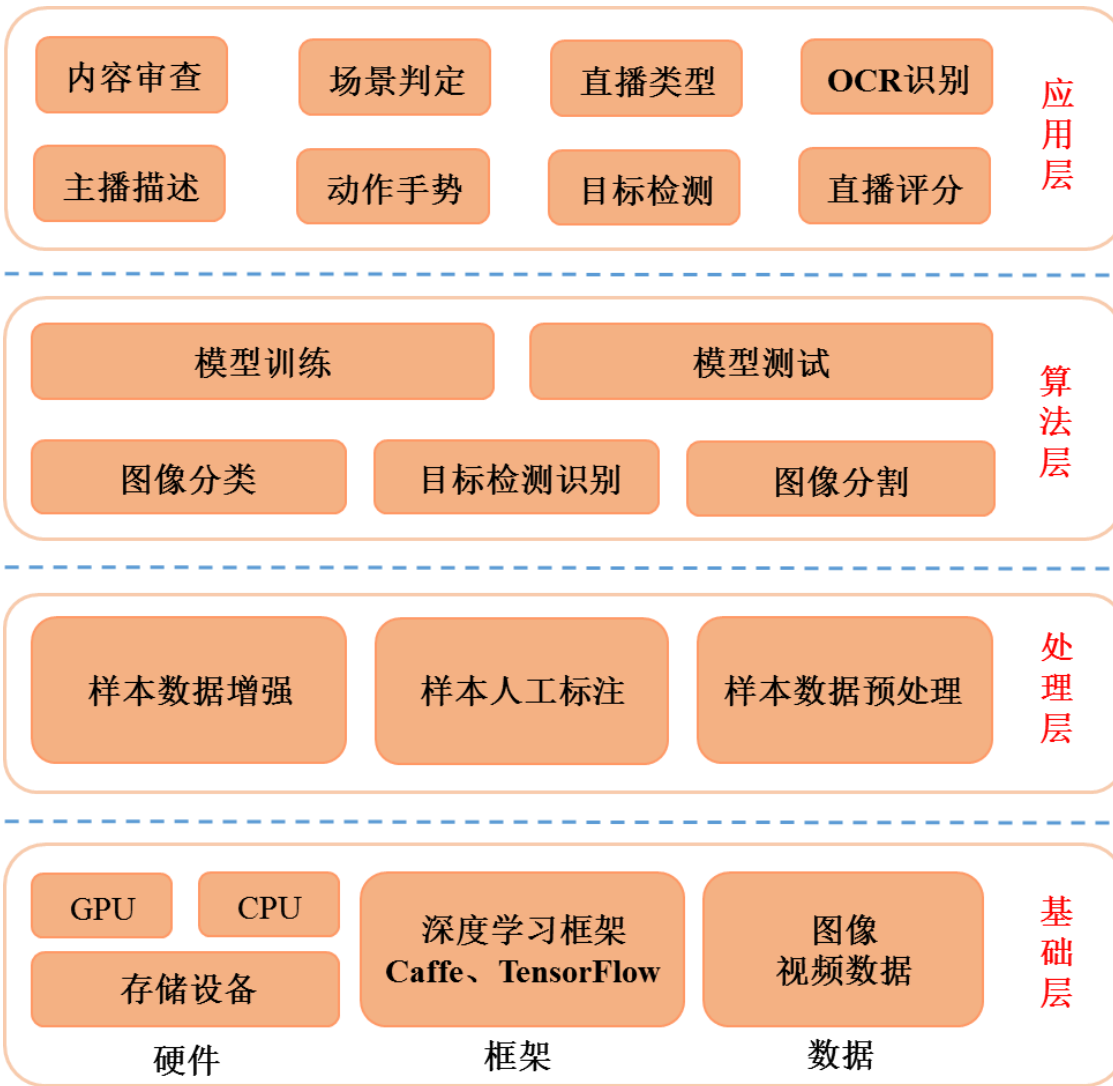 内容审查
场景判定
直播类型
OCR识别
主播描述
动作手势
目标检测
直播评分
应用层
模型训练
模型测试
图像分类
目标检测识别
图像分割
算法层
样本数据增强
样本人工标注
样本数据预处理
处理层
GPU
CPU
存储设备
硬件
深度学习框架
Caffe、TensorFlow
框架
图像
视频数据
数据
基础层